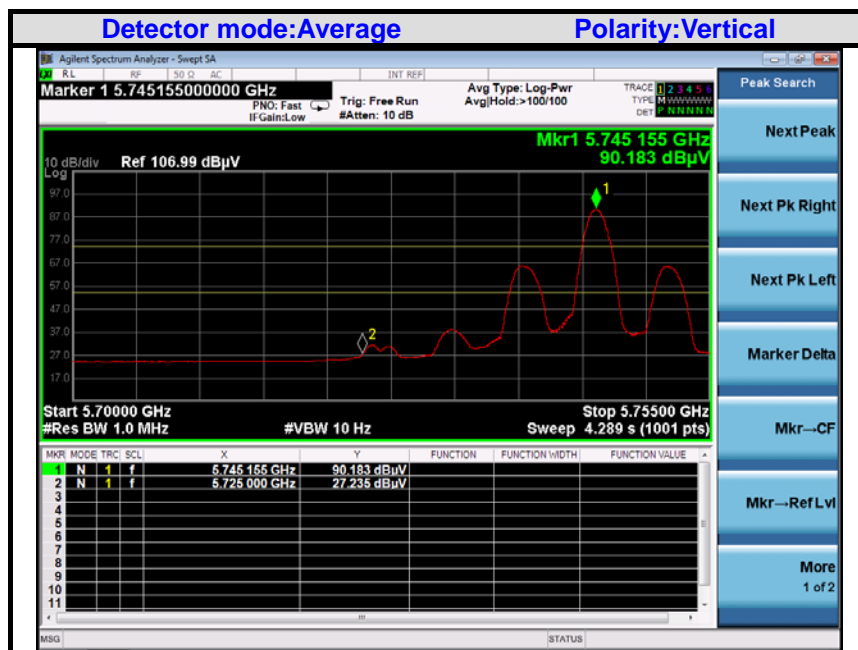 Detector mode:Average Polarity:Vertical
Agilent Spectrum Analyzer - Swept SA
RL RF 50 Ω AC INT REF
Marker 1 5.745155000000 GHz
PNO: Fast
IFGain:Low
Trig: Free Run
#Atten: 10 dB
Avg Type: Log-Pwr
Avg|Hold:>100/100
TRACE 1 2 3 4 5 6
TYPE M WWWWW
DET P N N N N N
Peak Search
Mkr1 5.745 155 GHz
90.183 dBµV
10 dB/div Ref 106.99 dBµV
Log
97.0
87.0
77.0
67.0
57.0
47.0
37.0
27.0
17.0
1
2
Start 5.70000 GHz
Stop 5.75500 GHz
#Res BW 1.0 MHz
#VBW 10 Hz
Sweep 4.289 s (1001 pts)
MKR MODE TRC SCL X Y FUNCTION FUNCTION WIDTH FUNCTION VALUE
1 N 1 f 5.745 155 GHz 90.183 dBµV
2 N 1 f 5.725 000 GHz 27.235 dBµV
3
4
5
6
7
8
9
10
11
Next Peak
Next Pk Right
Next Pk Left
Marker Delta
Mkr→CF
Mkr→Ref Lvl
More
1 of 2
MSG
STATUS